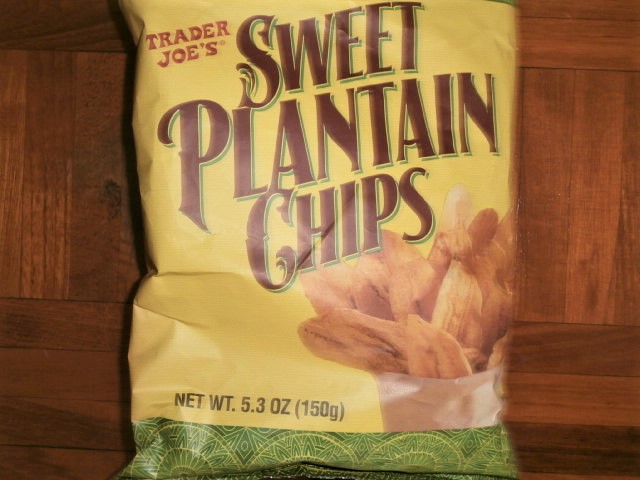 TRADER
JOE'S®
SWEET
PLANTAIN
CHIPS
NET WT. 5.3 OZ (150g)